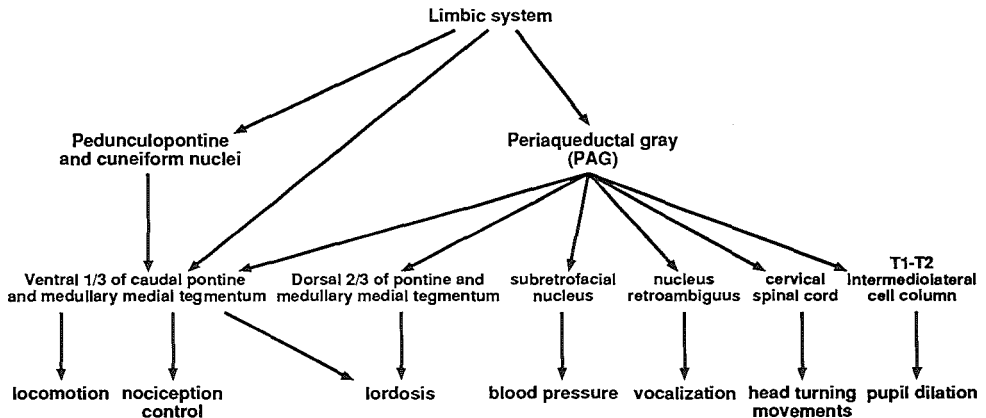 Limbic system
Pedunculopontine
and cuneiform nuclei
Periaqueductal gray
(PAG)
Ventral 1/3 of caudal pontine
and medullary medial tegmentum
Dorsal 2/3 of pontine and
medullary medial tegmentum
subretrofacial
nucleus
nucleus
retroambiguus
cervical
spinal cord
T1-T2
Intermediolateral
cell column
locomotion
nociception
control
lordosis
blood pressure
vocalization
head turning
movements
pupil dilation